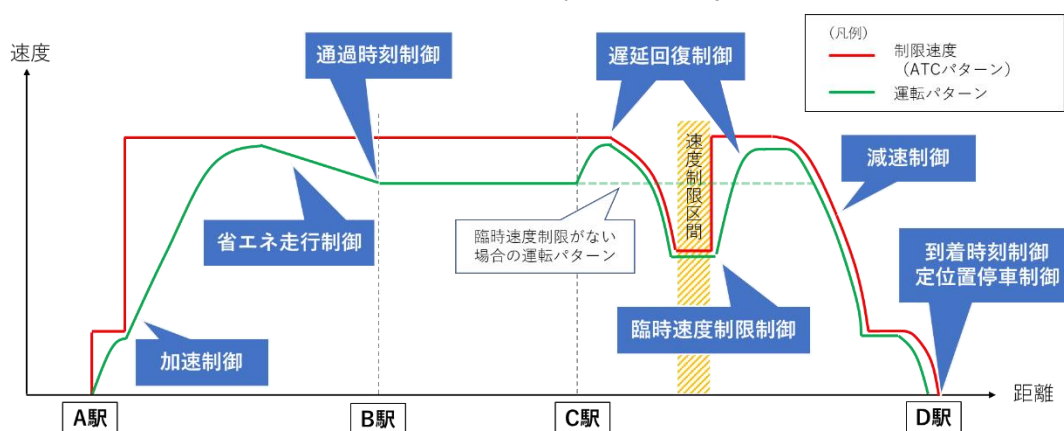 速度
通過時刻制御
遅延回復制御
(凡例)
制限速度
（ATCパターン）
運転パターン
速度制限区間
減速制御
省エネ走行制御
臨時速度制限がない
場合の運転パターン
到着時刻制御
定位置停車制御
臨時速度制限制御
加速制御
距離
A駅
B駅
C駅
D駅